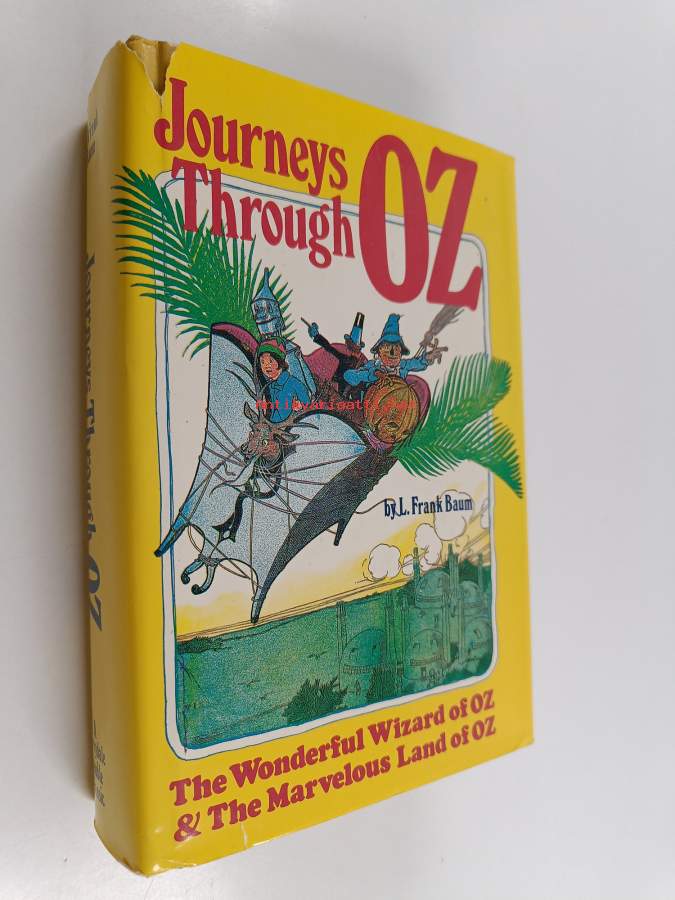 Journeys
Through
OZ
by L. Frank Baum
The Wonderful Wizard of OZ
& The Marvelous Land of OZ
Journeys Through OZ